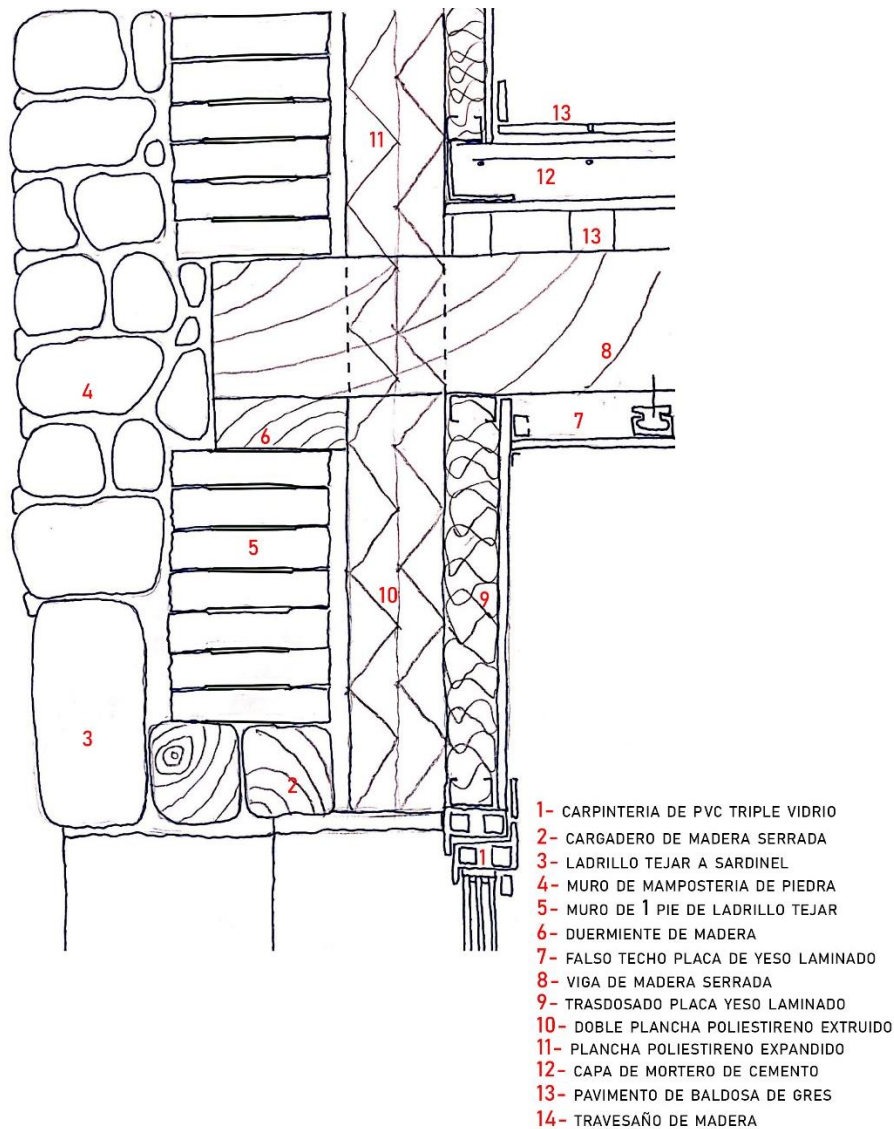 13
11
12
13
8
4
7
6
5
10
9
3
2
1
1- CARPINTERIA DE PVC TRIPLE VIDRIO
2- CARGADERO DE MADERA SERRADA
3- LADRILLO TEJAR A SARDINEL
4- MURO DE MAMPOSTERIA DE PIEDRA
5- MURO DE 1 PIE DE LADRILLO TEJAR
6- DUERMIENTE DE MADERA
7- FALSO TECHO PLACA DE YESO LAMINADO
8- VIGA DE MADERA SERRADA
9- TRASDOSADO PLACA YESO LAMINADO
10- DOBLE PLANCHA POLIESTIRENO EXTRUIDO
11- PLANCHA POLIESTIRENO EXPANDIDO
12- CAPA DE MORTERO DE CEMENTO
13- PAVIMENTO DE BALDOSA DE GRES
14- TRAVESAÑO DE MADERA